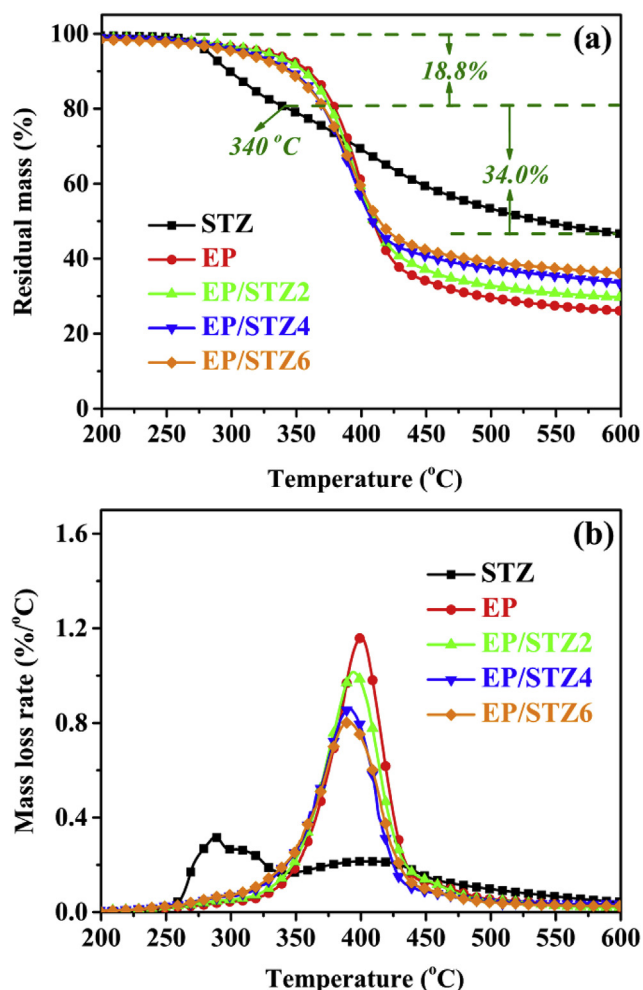 (a)
100
80
60
40
20
0
Residual mass (%)
18.8%
340 °C
34.0%
STZ
EP
EP/STZ2
EP/STZ4
EP/STZ6
200 250 300 350 400 450 500 550 600
Temperature (°C)
(b)
1.6
1.2
0.8
0.4
0.0
Mass loss rate (%/°C)
STZ
EP
EP/STZ2
EP/STZ4
EP/STZ6
200 250 300 350 400 450 500 550 600
Temperature (°C)